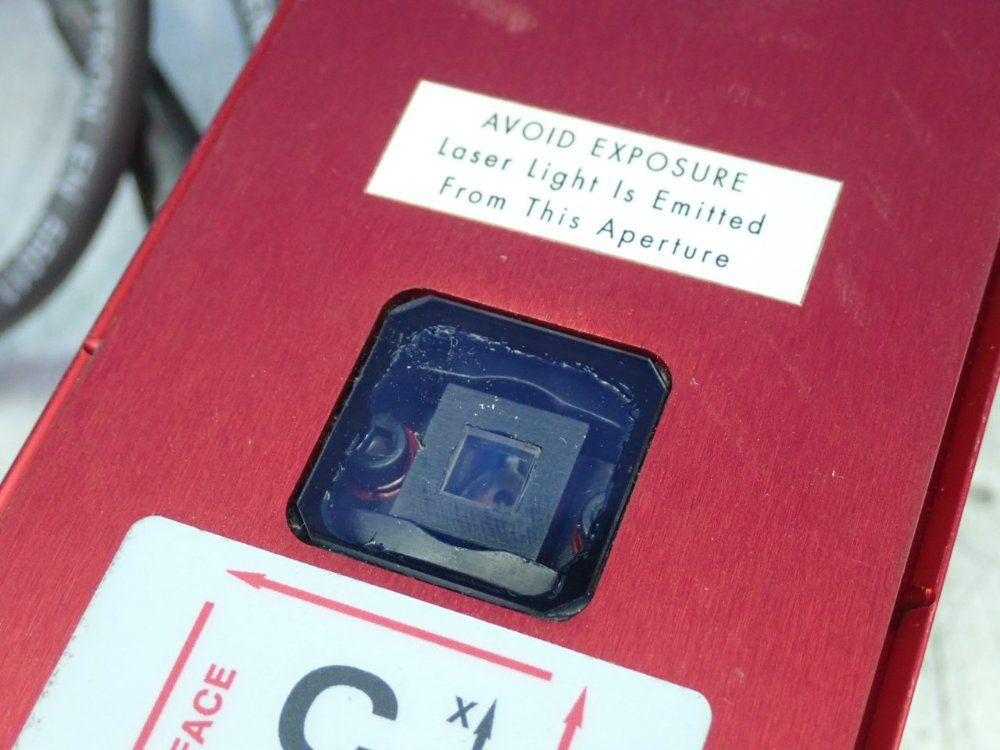 AVOID EXPOSURE
Laser Light Is Emitted
From This Aperture
FACE
C
X